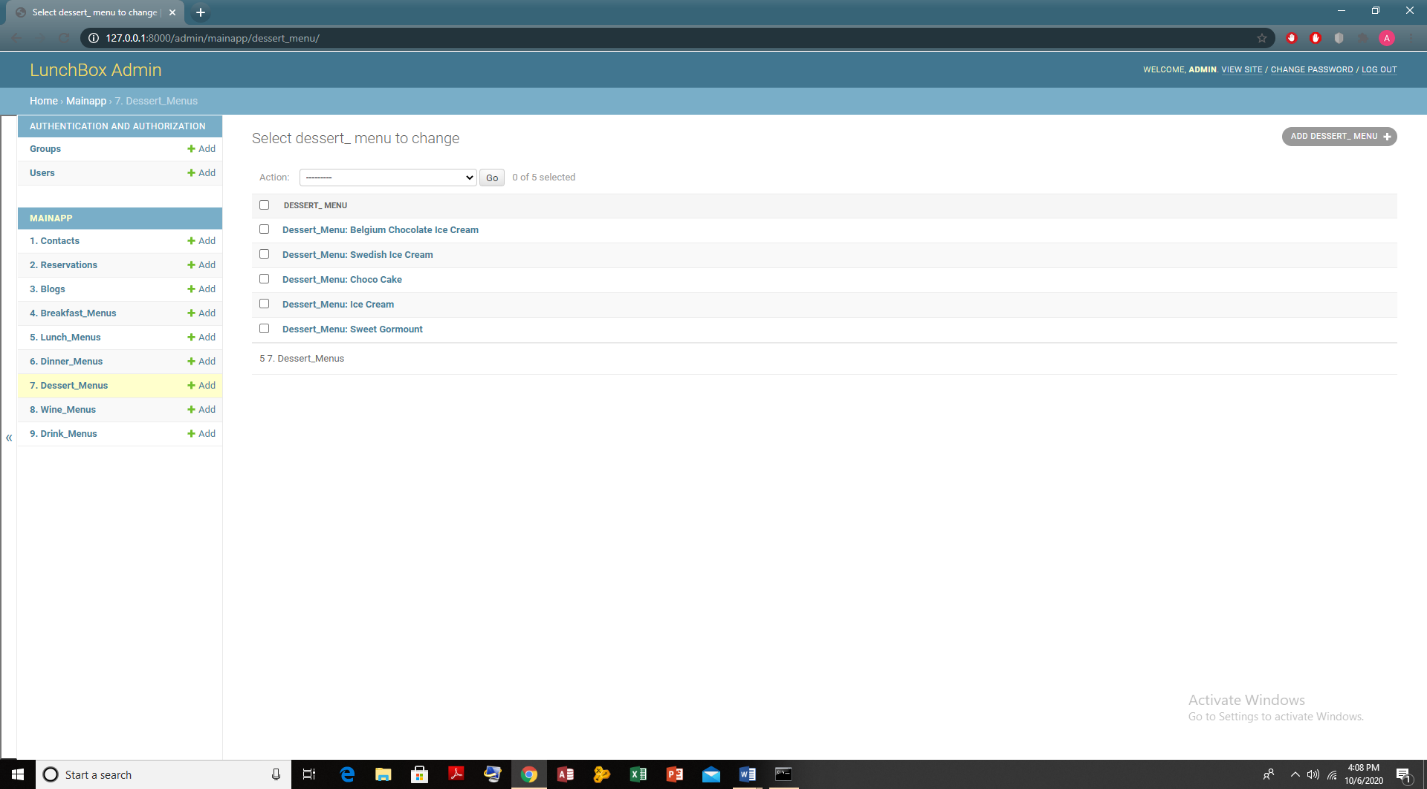 Select dessert_ menu to change
127.0.0.1:8000/admin/mainapp/dessert_menu/
A
LunchBox Admin
WELCOME, ADMIN. VIEW SITE / CHANGE PASSWORD / LOG OUT
Home › Mainapp › 7. Dessert_Menus
AUTHENTICATION AND AUTHORIZATION
Groups + Add
Users + Add
MAINAPP
1. Contacts + Add
2. Reservations + Add
3. Blogs + Add
4. Breakfast_Menus + Add
5. Lunch_Menus + Add
6. Dinner_Menus + Add
7. Dessert_Menus + Add
8. Wine_Menus + Add
9. Drink_Menus + Add
«
Select dessert_ menu to change
ADD DESSERT_ MENU +
Action: --------- Go 0 of 5 selected
DESSERT_ MENU
Dessert_Menu: Belgium Chocolate Ice Cream
Dessert_Menu: Swedish Ice Cream
Dessert_Menu: Choco Cake
Dessert_Menu: Ice Cream
Dessert_Menu: Sweet Gormount
5 7. Dessert_Menus
Activate Windows
Go to Settings to activate Windows.
Start a search
4:08 PM
10/6/2020
1